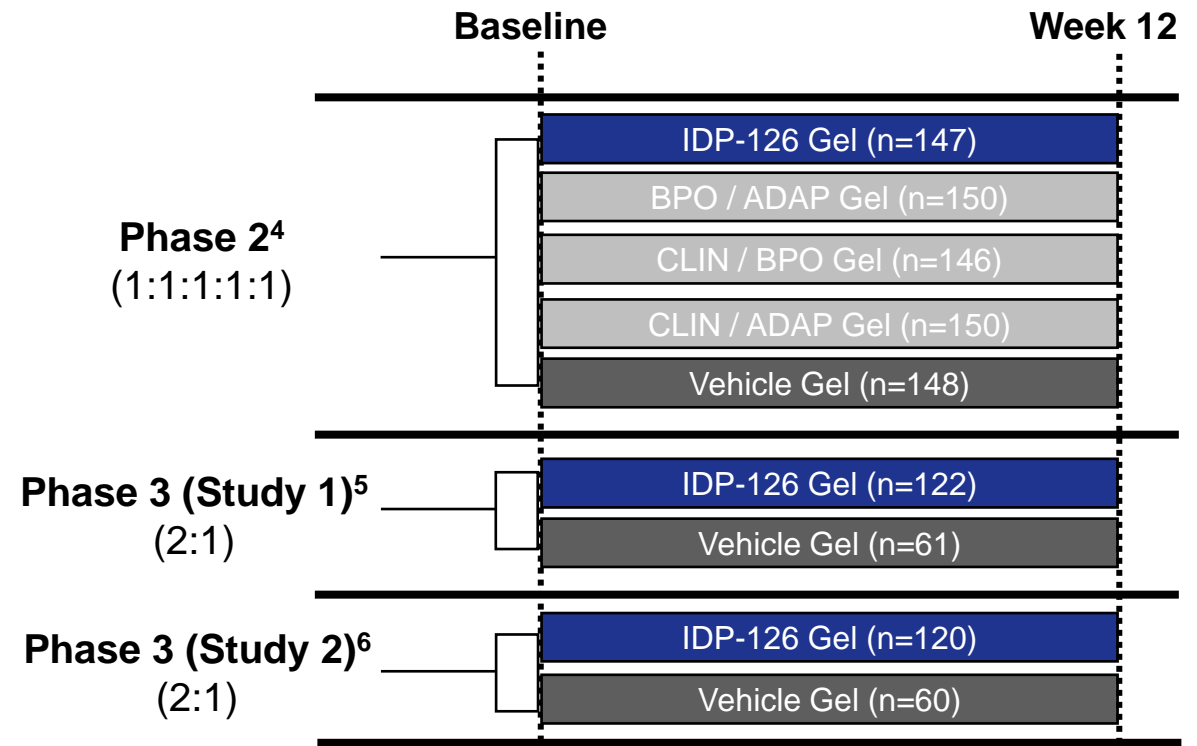 Baseline
Week 12
Phase 2⁴
(1:1:1:1:1)
IDP-126 Gel (n=147)
BPO / ADAP Gel (n=150)
CLIN / BPO Gel (n=146)
CLIN / ADAP Gel (n=150)
Vehicle Gel (n=148)
Phase 3 (Study 1)⁵
(2:1)
IDP-126 Gel (n=122)
Vehicle Gel (n=61)
Phase 3 (Study 2)⁶
(2:1)
IDP-126 Gel (n=120)
Vehicle Gel (n=60)